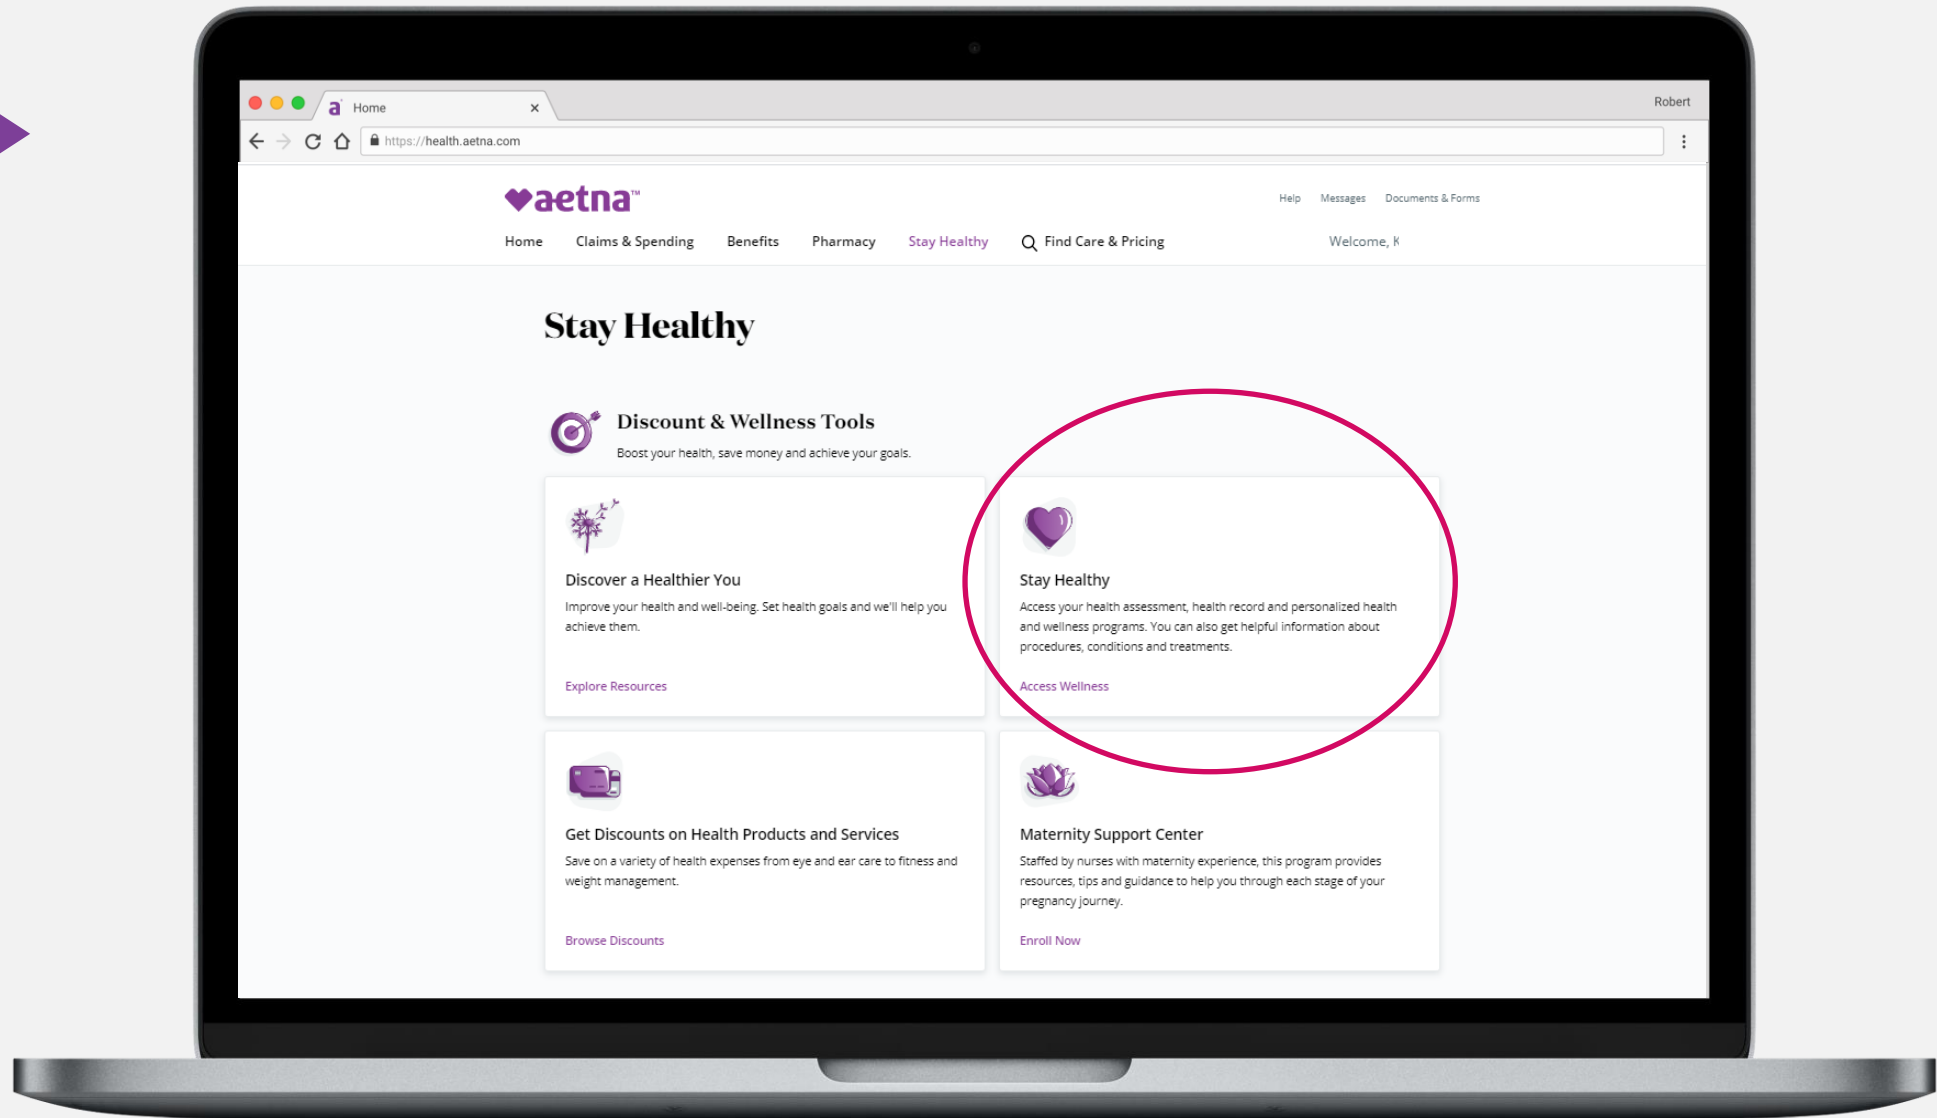 a Home
Robert
https://health.aetna.com
aetna™
Help Messages Documents & Forms
Home Claims & Spending Benefits Pharmacy Stay Healthy Find Care & Pricing Welcome, K
Stay Healthy
Discount & Wellness Tools
Boost your health, save money and achieve your goals.
Discover a Healthier You
Improve your health and well-being. Set health goals and we'll help you
achieve them.
Explore Resources
Stay Healthy
Access your health assessment, health record and personalized health
and wellness programs. You can also get helpful information about
procedures, conditions and treatments.
Access Wellness
Get Discounts on Health Products and Services
Save on a variety of health expenses from eye and ear care to fitness and
weight management.
Browse Discounts
Maternity Support Center
Staffed by nurses with maternity experience, this program provides
resources, tips and guidance to help you through each stage of your
pregnancy journey.
Enroll Now